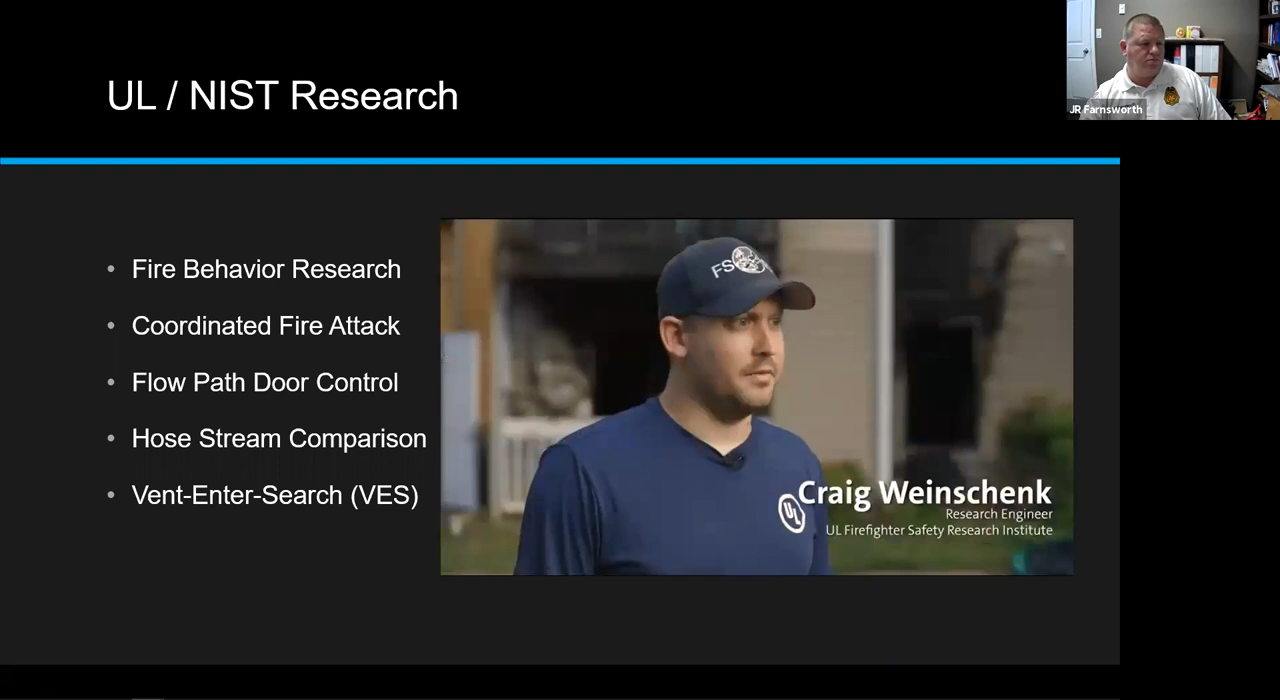 UL / NIST Research
JR Farnsworth
Fire Behavior Research
Coordinated Fire Attack
Flow Path Door Control
Hose Stream Comparison
Vent-Enter-Search (VES)
FS
UL
Craig Weinschenk
Research Engineer
UL Firefighter Safety Research Institute